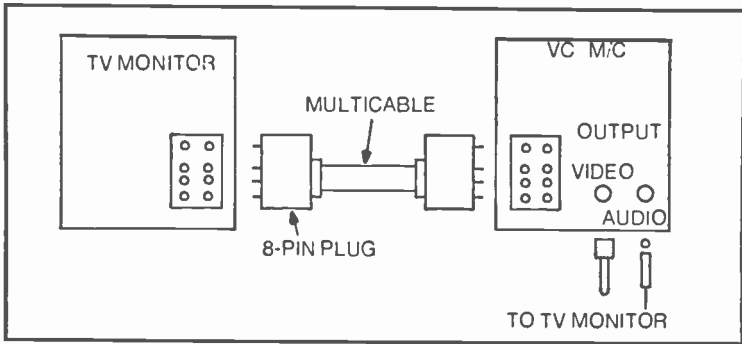 TV MONITOR
VC M/C
MULTICABLE
OUTPUT
VIDEO
AUDIO
8-PIN PLUG
TO TV MONITOR